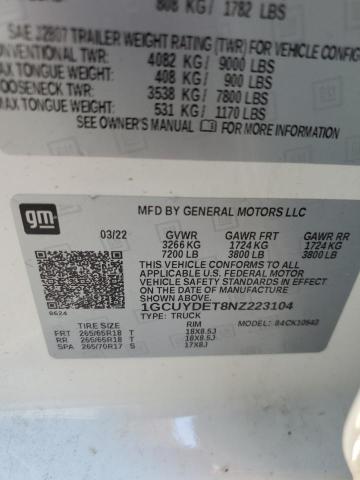 808 KG / 1782 LBS
SAE J2807 TRAILER WEIGHT RATING (TWR) FOR VEHICLE CONFIG
CONVENTIONAL TWR: 4082 KG / 9000 LBS
MAX TONGUE WEIGHT: 408 KG / 900 LBS
GOOSENECK TWR: 3538 KG / 7800 LBS
MAX TONGUE WEIGHT: 531 KG / 1170 LBS
SEE OWNER'S MANUAL FOR MORE INFORMATION
gm
MFD BY GENERAL MOTORS LLC
03/22 GVWR GAWR FRT GAWR RR
3266 KG 1724 KG 1724 KG
7200 LB 3800 LB 3800 LB
THIS VEHICLE CONFORMS TO ALL
APPLICABLE U.S. FEDERAL MOTOR
VEHICLE SAFETY STANDARDS IN EFFECT ON
THE DATE OF MANUFACTURE SHOWN ABOVE.
1GCUYDET8NZ223104
8624 TYPE: TRUCK MODEL: 84CK10543
TIRE SIZE RIM
FRT 265/65R18 T 18X8.5J
RR 265/65R18 T 18X8.5J
SPA 265/70R17 S 17X8J